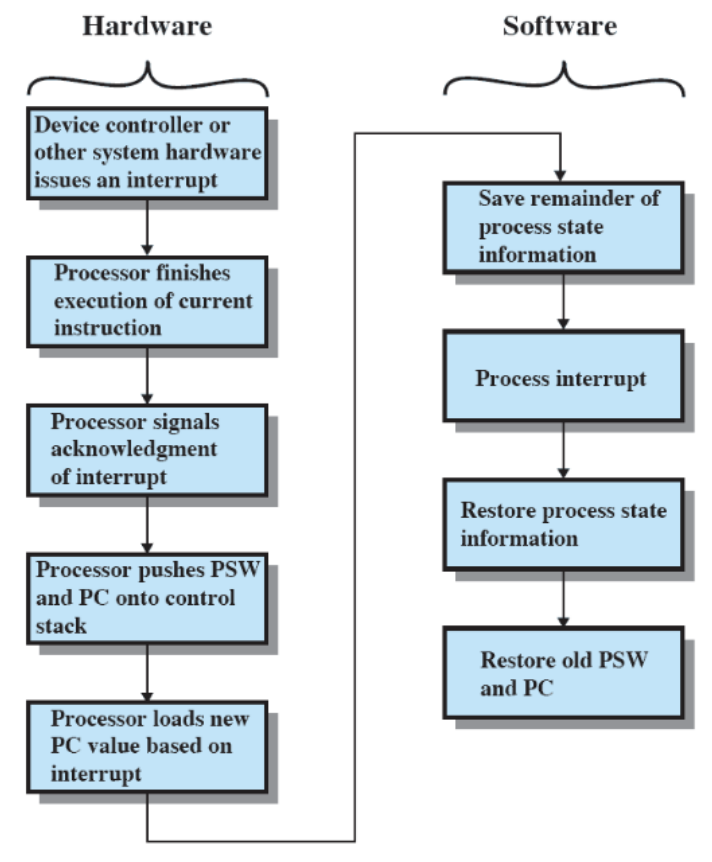 Hardware
Software
Device controller or
other system hardware
issues an interrupt
Processor finishes
execution of current
instruction
Processor signals
acknowledgment
of interrupt
Processor pushes PSW
and PC onto control
stack
Processor loads new
PC value based on
interrupt
Save remainder of
process state
information
Process interrupt
Restore process state
information
Restore old PSW
and PC